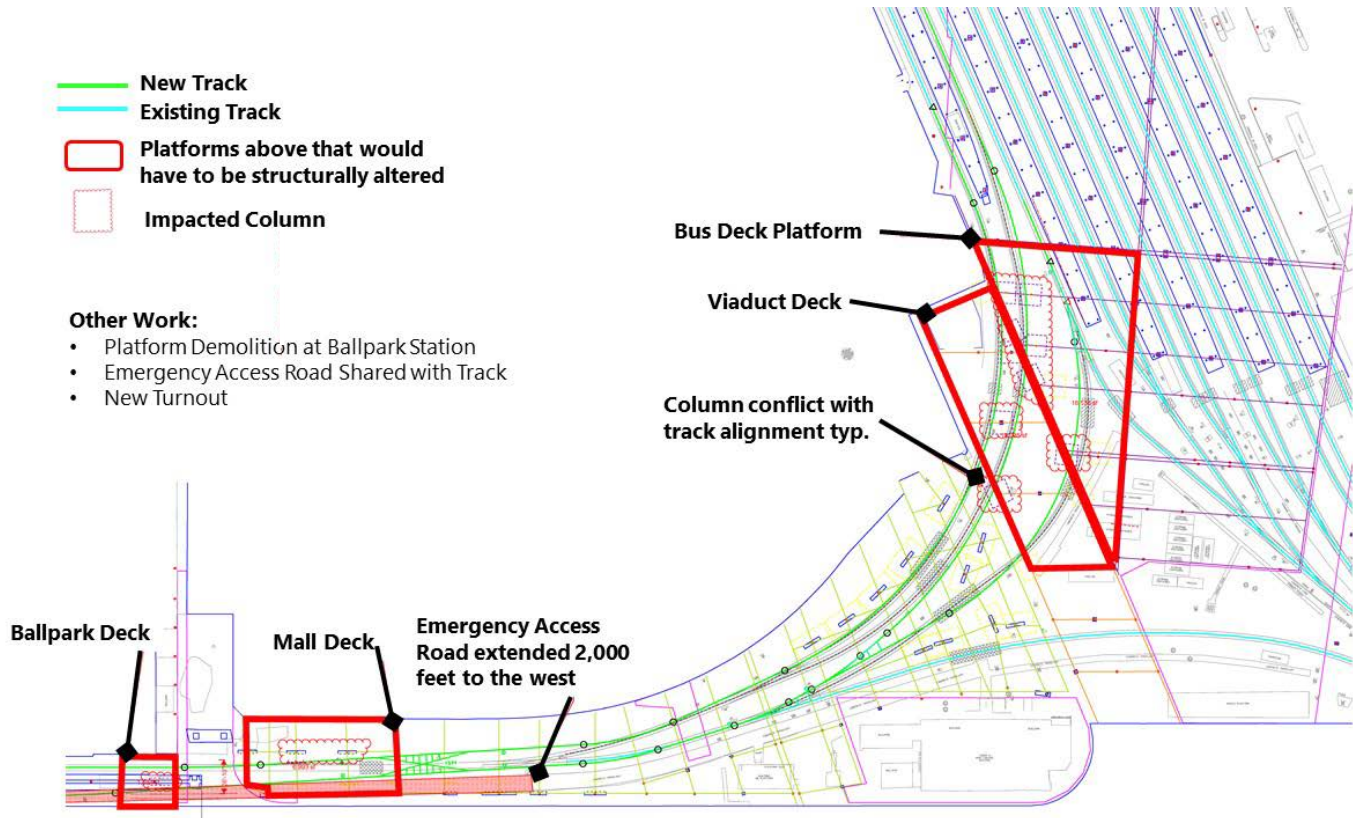 New Track
Existing Track
Platforms above that would
have to be structurally altered
Impacted Column
Other Work:
• Platform Demolition at Ballpark Station
• Emergency Access Road Shared with Track
• New Turnout
Bus Deck Platform
Viaduct Deck
Column conflict with
track alignment typ.
Ballpark Deck
Mall Deck
Emergency Access
Road extended 2,000
feet to the west